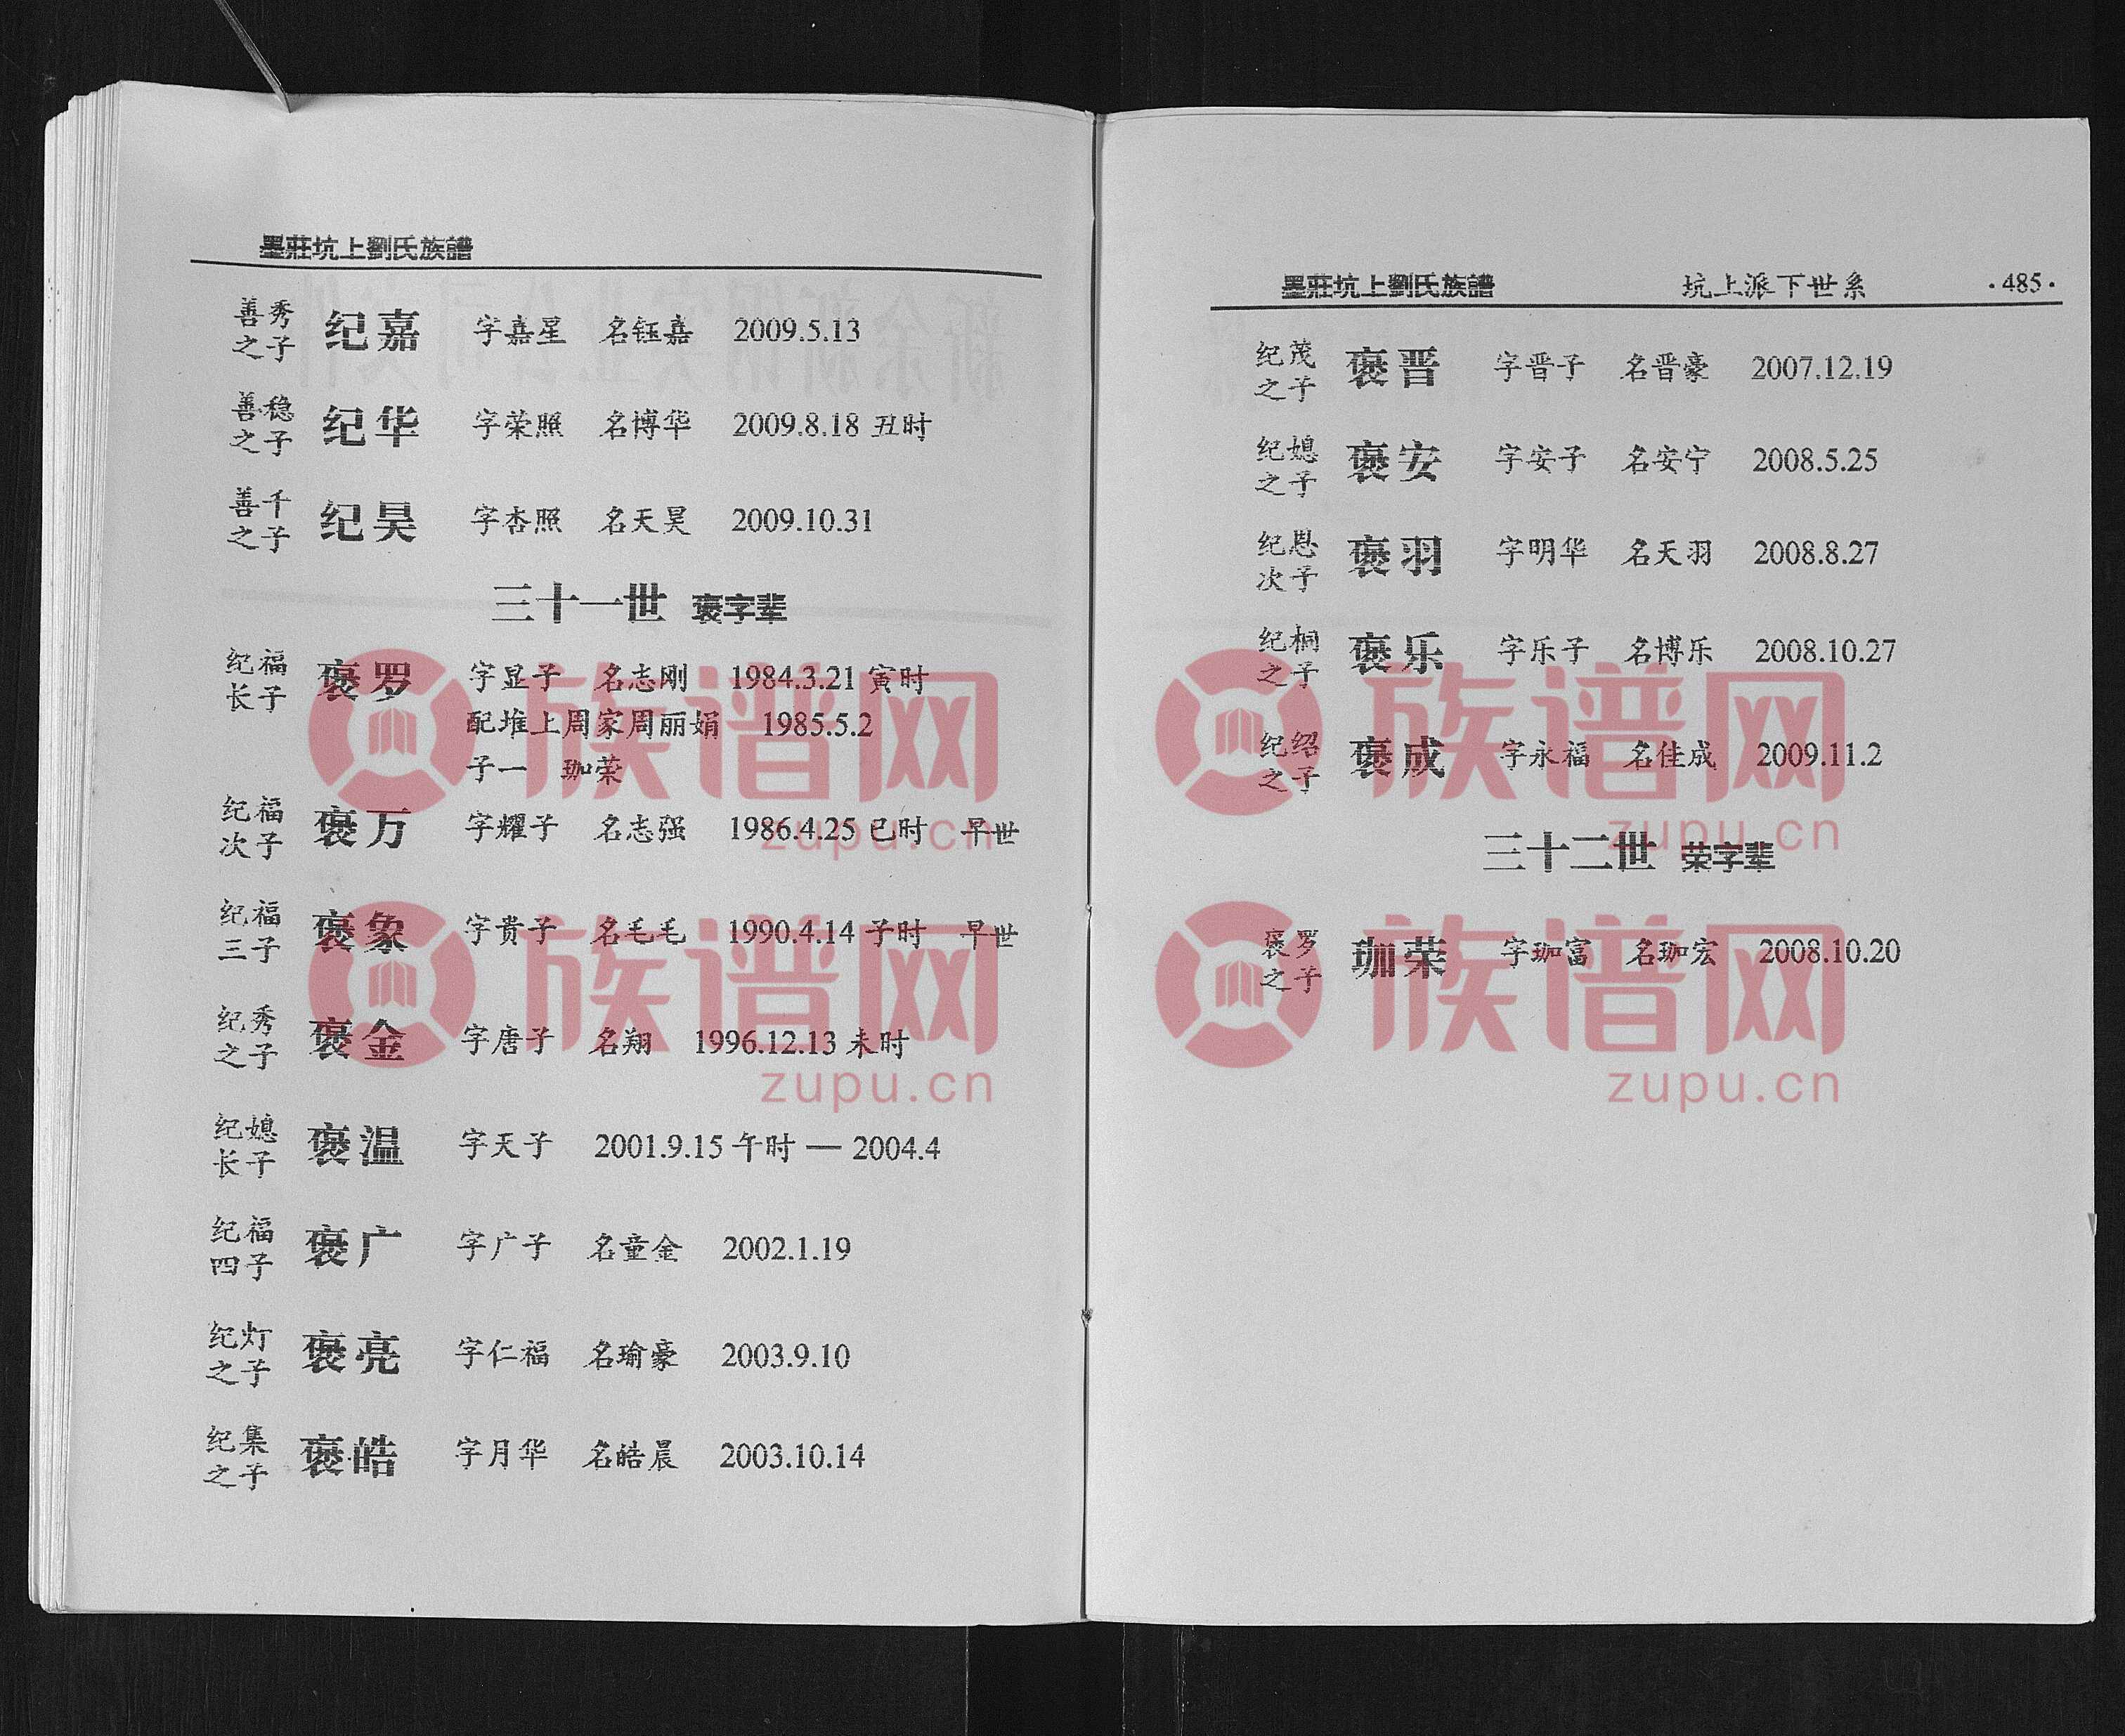 墨莊坑上劉氏族譜
善秀之子 纪嘉 字嘉星 名钰嘉 2009.5.13
善稳之子 纪华 字荣照 名博华 2009.8.18 丑时
善千之子 纪昊 字杏照 名天昊 2009.10.31
三十一世 褒字辈
纪福长子 褒罗 字显子 名志刚 1984.3.21 寅时
配堆上周家周丽娟 1985.5.2
子一 珈荣
纪福次子 褒万 字耀子 名志强 1986.4.25 巳时 早世
纪福三子 褒象 字贵子 名毛毛 1990.4.14 子时 早世
纪秀之子 褒金 字唐子 名翔 1996.12.13 未时
纪媳长子 褒温 字天子 2001.9.15 午时 — 2004.4
纪福四子 褒广 字广子 名童金 2002.1.19
纪灯之子 褒亮 字仁福 名瑜豪 2003.9.10
纪集之子 褒皓 字月华 名皓晨 2003.10.14
墨莊坑上劉氏族譜 坑上派下世系 ·485·
纪茂之子 褒晋 字晋子 名晋豪 2007.12.19
纪媳之子 褒安 字安子 名安宁 2008.5.25
纪恩次子 褒羽 字明华 名天羽 2008.8.27
纪桐之子 褒乐 字乐子 名博乐 2008.10.27
纪绍之子 褒成 字永福 名佳成 2009.11.2
三十二世 荣字辈
褒罗之子 珈荣 字珈富 名珈宏 2008.10.20
族谱网
zupu.cn
族谱网
zupu.cn
族谱网
zupu.cn
族谱网
zupu.cn